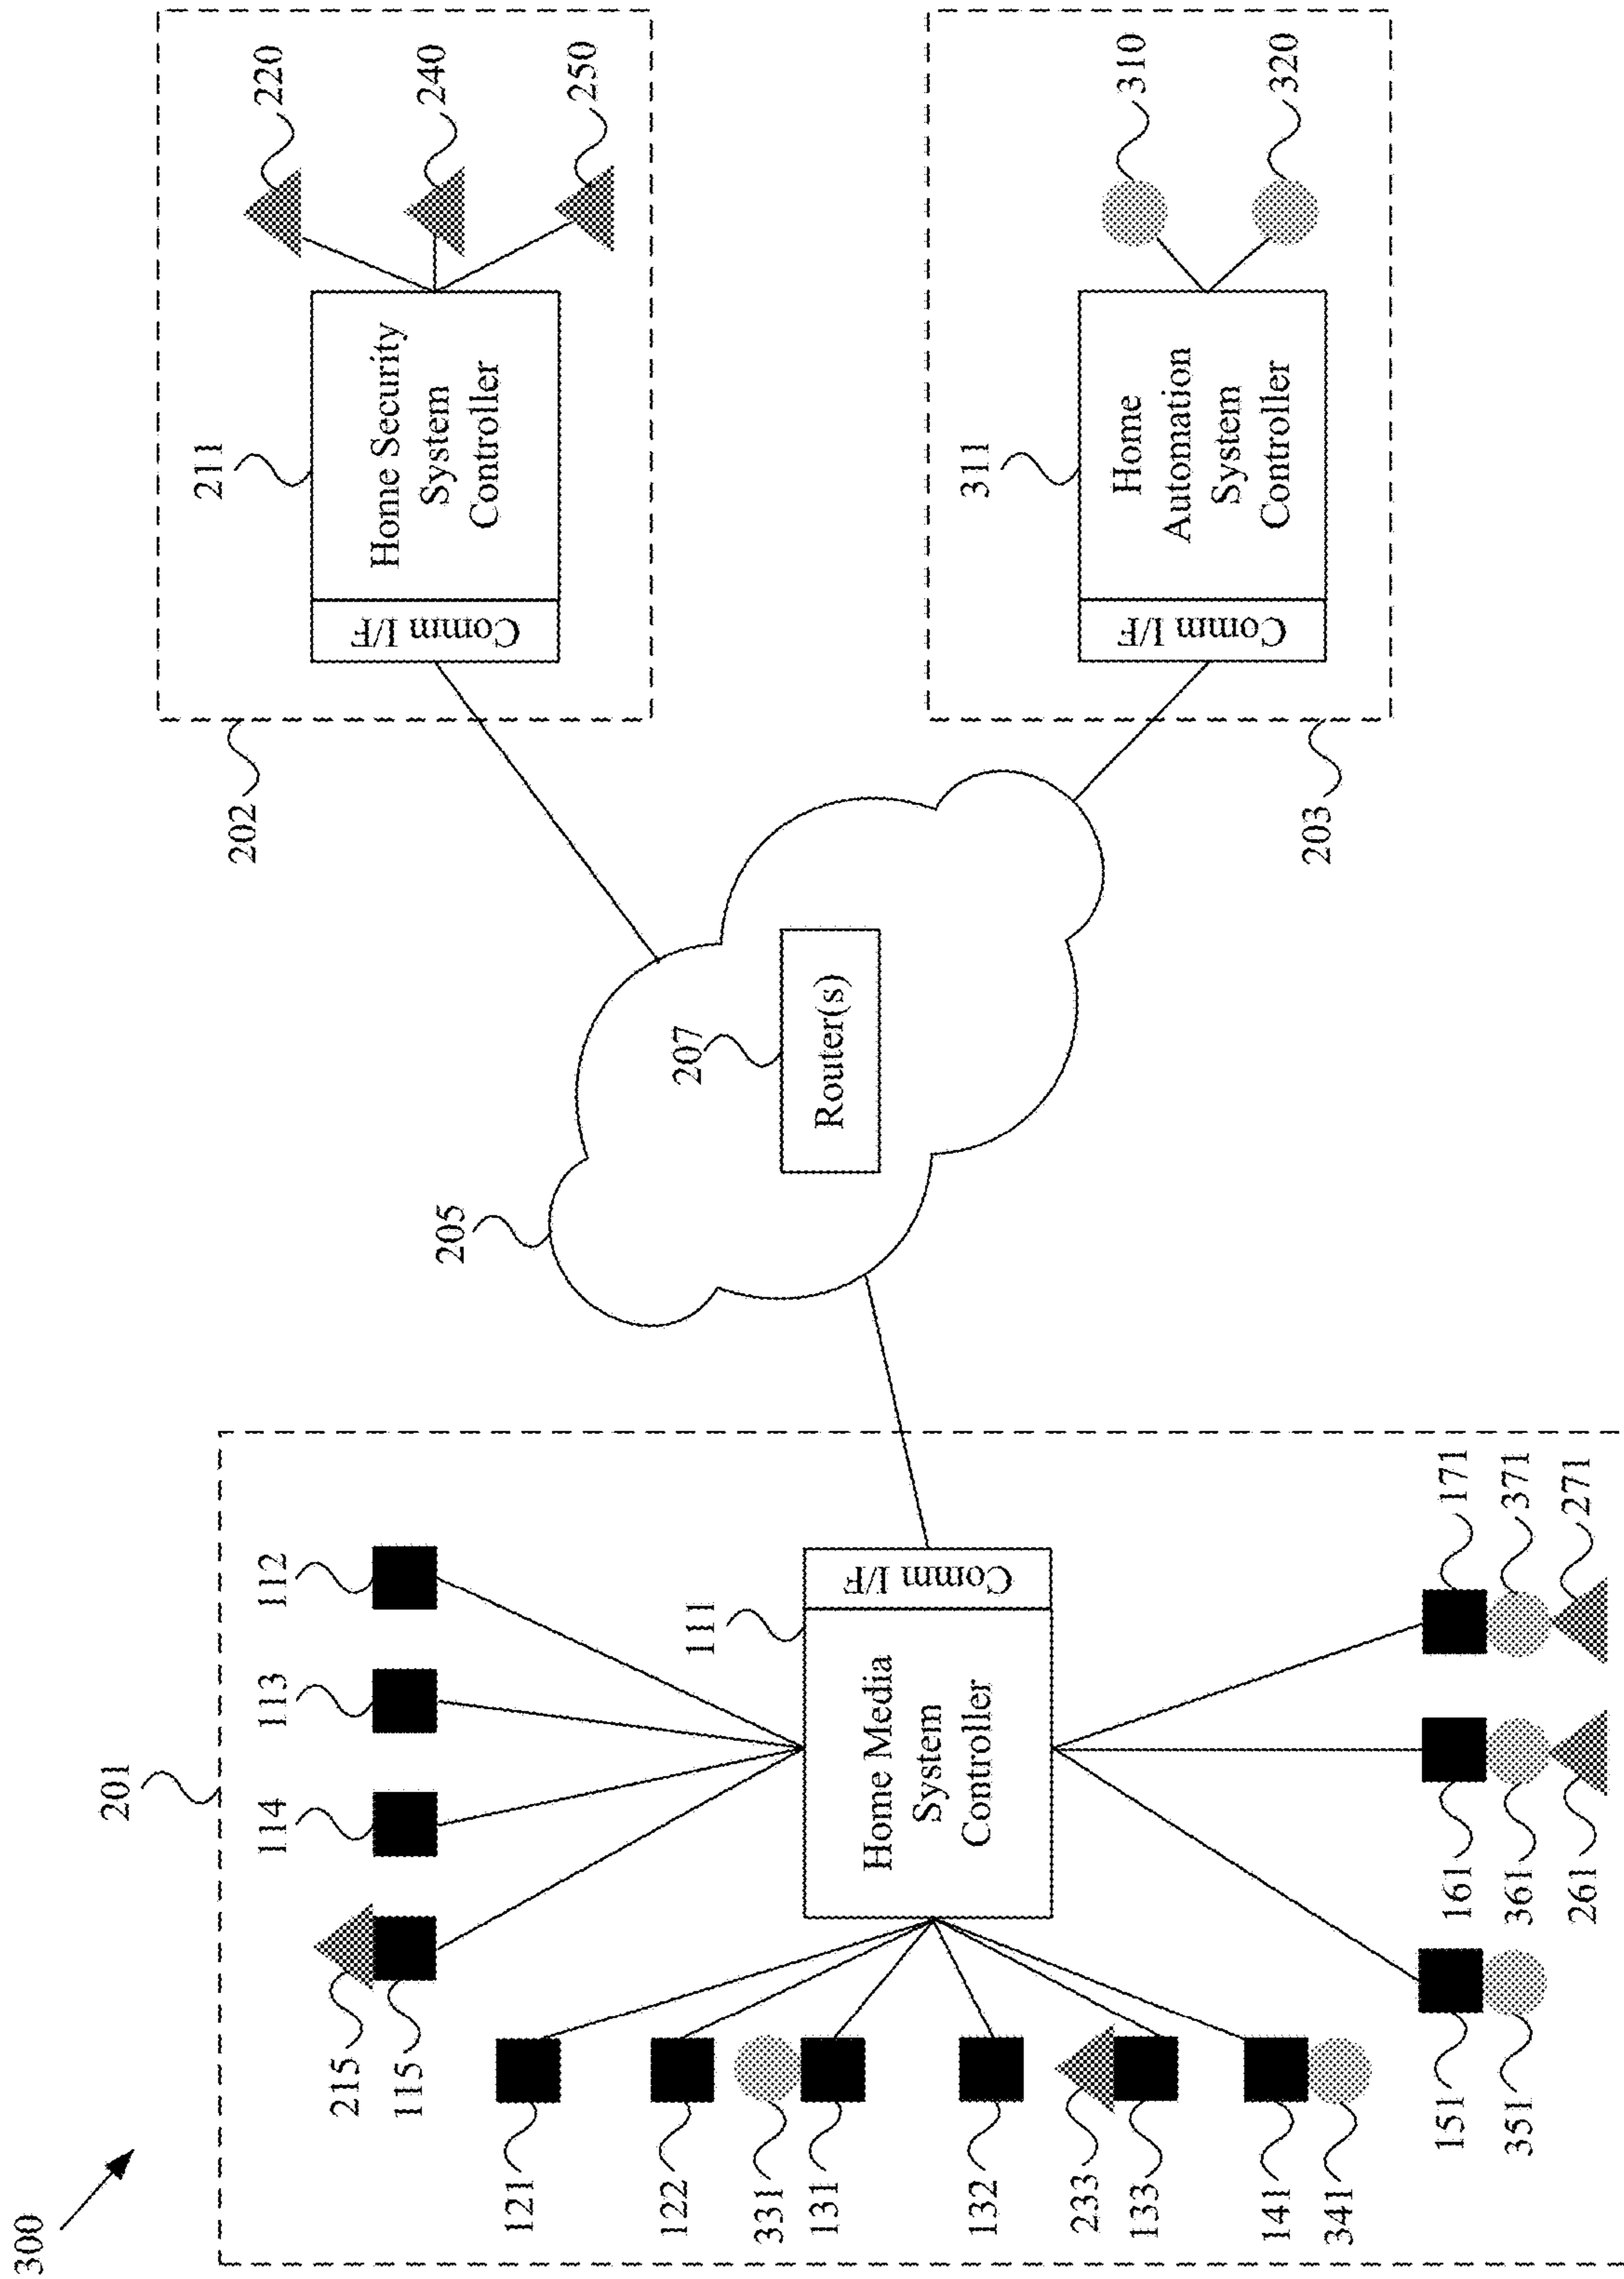 300
201
215
115
114
113
112
121
122
331
131
132
233
133
141
341
111
Home Media
System
Controller
Comm I/F
151
351
161
361
261
171
371
271
205
207
Router(s)
202
211
Comm I/F
Home Security
System
Controller
220
240
250
203
311
Comm I/F
Home
Automation
System
Controller
310
320